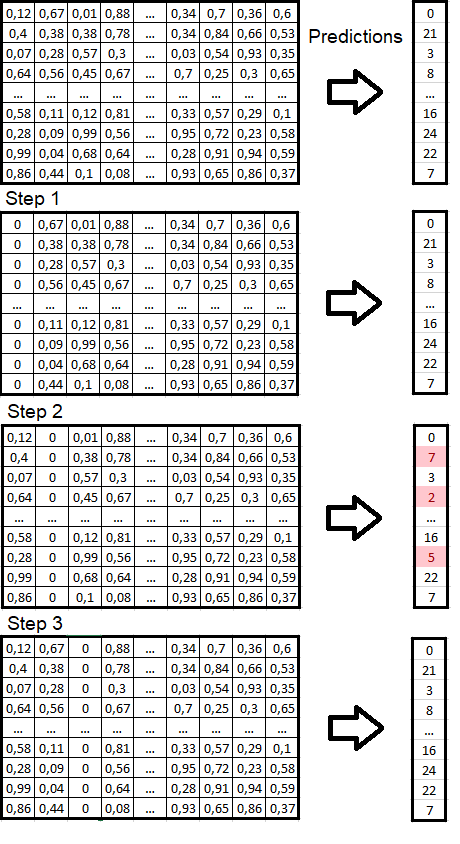 0,12 0,67 0,01 0,88 ... 0,34 0,7 0,36 0,6 0
0,4 0,38 0,38 0,78 ... 0,34 0,84 0,66 0,53 Predictions 21
0,07 0,28 0,57 0,3 ... 0,03 0,54 0,93 0,35 3
0,64 0,56 0,45 0,67 ... 0,7 0,25 0,3 0,65 8
... ... ... ... ... ... ... ... ... ...
0,58 0,11 0,12 0,81 ... 0,33 0,57 0,29 0,1 16
0,28 0,09 0,99 0,56 ... 0,95 0,72 0,23 0,58 24
0,99 0,04 0,68 0,64 ... 0,28 0,91 0,94 0,59 22
0,86 0,44 0,1 0,08 ... 0,93 0,65 0,86 0,37 7
Step 1
0 0,67 0,01 0,88 ... 0,34 0,7 0,36 0,6 0
0 0,38 0,38 0,78 ... 0,34 0,84 0,66 0,53 21
0 0,28 0,57 0,3 ... 0,03 0,54 0,93 0,35 3
0 0,56 0,45 0,67 ... 0,7 0,25 0,3 0,65 8
... ... ... ... ... ... ... ... ... ...
0 0,11 0,12 0,81 ... 0,33 0,57 0,29 0,1 16
0 0,09 0,99 0,56 ... 0,95 0,72 0,23 0,58 24
0 0,04 0,68 0,64 ... 0,28 0,91 0,94 0,59 22
0 0,44 0,1 0,08 ... 0,93 0,65 0,86 0,37 7
Step 2
0,12 0 0,01 0,88 ... 0,34 0,7 0,36 0,6 0
0,4 0 0,38 0,78 ... 0,34 0,84 0,66 0,53 7
0,07 0 0,57 0,3 ... 0,03 0,54 0,93 0,35 3
0,64 0 0,45 0,67 ... 0,7 0,25 0,3 0,65 2
... ... ... ... ... ... ... ... ... ...
0,58 0 0,12 0,81 ... 0,33 0,57 0,29 0,1 16
0,28 0 0,99 0,56 ... 0,95 0,72 0,23 0,58 5
0,99 0 0,68 0,64 ... 0,28 0,91 0,94 0,59 22
0,86 0 0,1 0,08 ... 0,93 0,65 0,86 0,37 7
Step 3
0,12 0,67 0 0,88 ... 0,34 0,7 0,36 0,6 0
0,4 0,38 0 0,78 ... 0,34 0,84 0,66 0,53 21
0,07 0,28 0 0,3 ... 0,03 0,54 0,93 0,35 3
0,64 0,56 0 0,67 ... 0,7 0,25 0,3 0,65 8
... ... ... ... ... ... ... ... ... ...
0,58 0,11 0 0,81 ... 0,33 0,57 0,29 0,1 16
0,28 0,09 0 0,56 ... 0,95 0,72 0,23 0,58 24
0,99 0,04 0 0,64 ... 0,28 0,91 0,94 0,59 22
0,86 0,44 0 0,08 ... 0,93 0,65 0,86 0,37 7